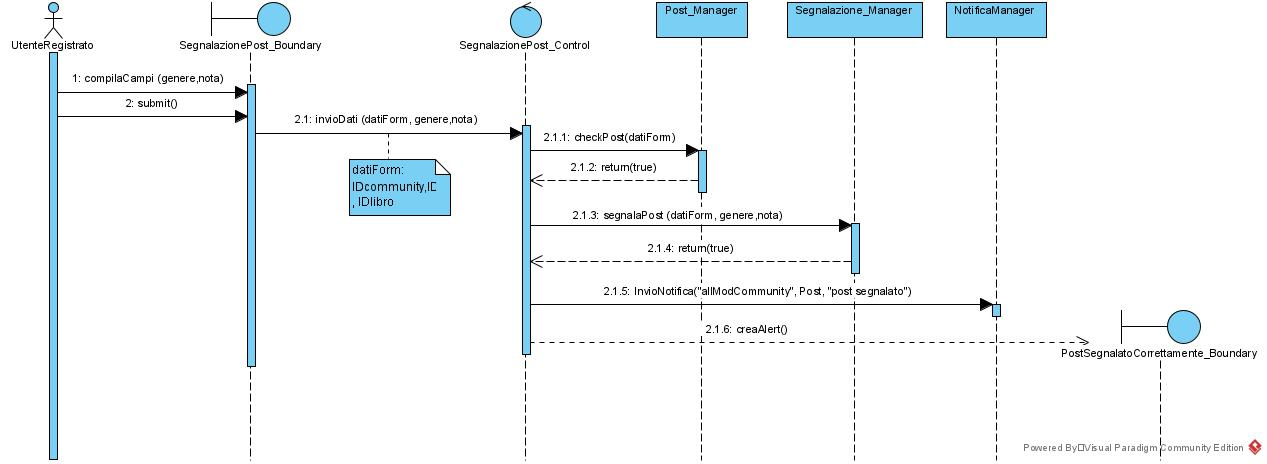 Post_Manager
Segnalazione_Manager
NotificaManager
UtenteRegistrato
SegnalazionePost_Boundary
SegnalazionePost_Control
1: compilaCampi (genere,nota)
2: submit()
2.1: invioDati (datiForm, genere,nota)
2.1.1: checkPost(datiForm)
2.1.2: return(true)
datiForm:
IDcommunity,ID
, IDlibro
2.1.3: segnalaPost (datiForm, genere,nota)
2.1.4: return(true)
2.1.5: InvioNotifica("allModCommunity", Post, "post segnalato")
2.1.6: creaAlert()
PostSegnalatoCorrettamente_Boundary
Powered By Visual Paradigm Community Edition